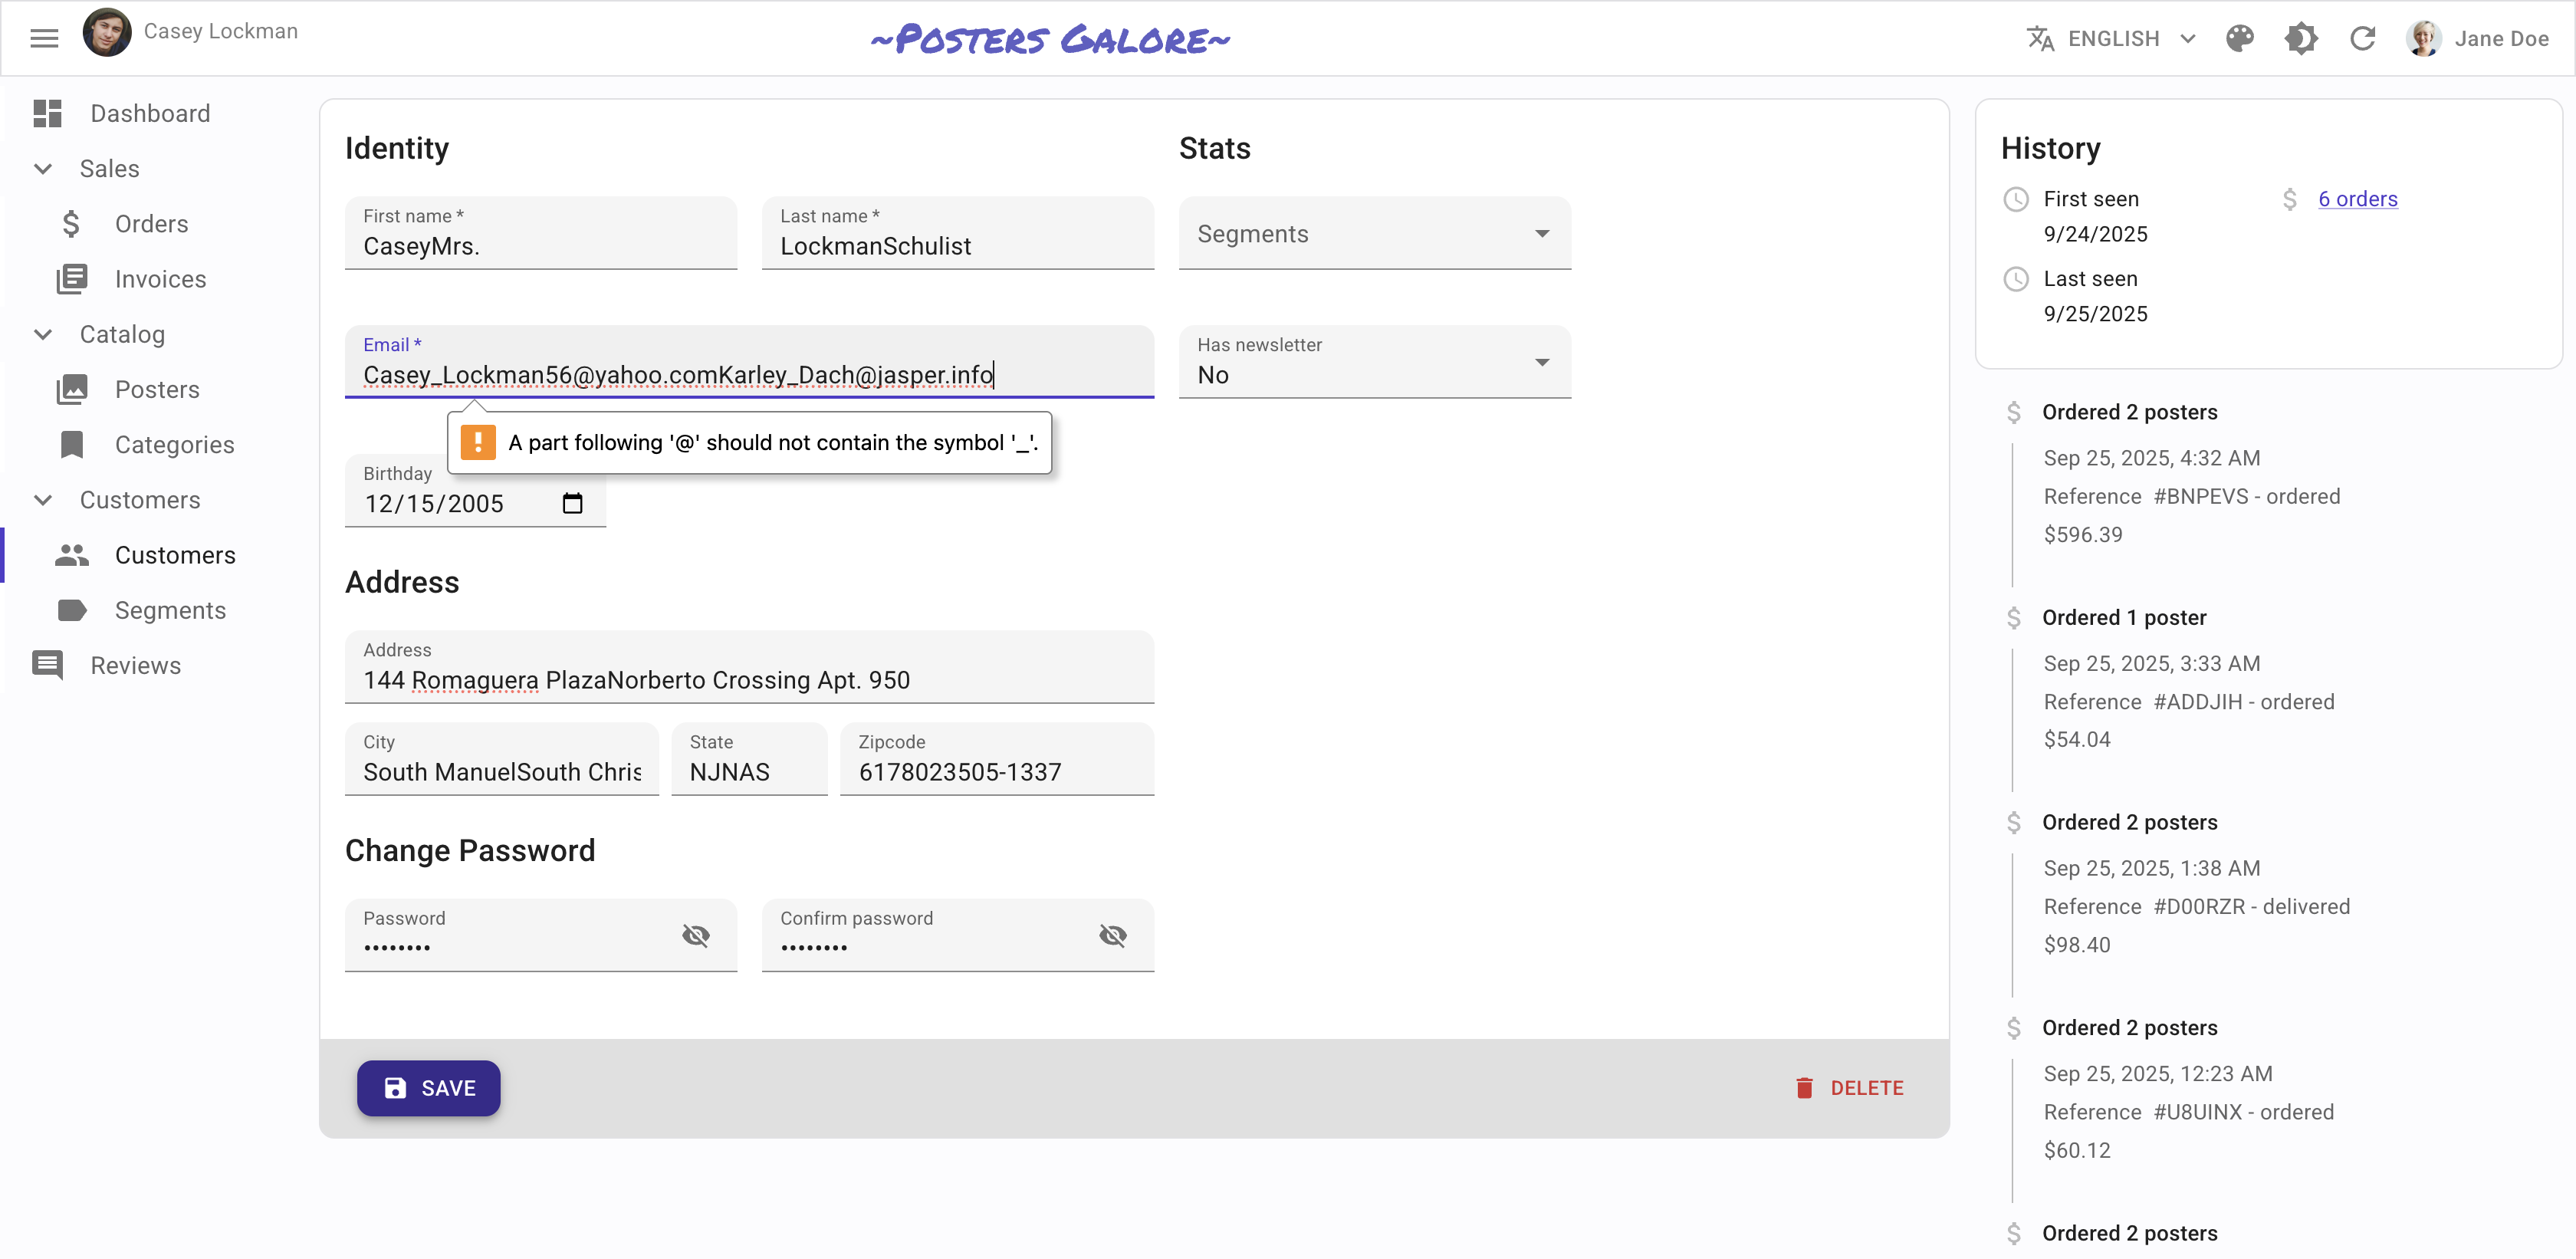 Casey Lockman
~Posters Galore~
ENGLISH
Jane Doe
Dashboard
Sales
Orders
Invoices
Catalog
Posters
Categories
Customers
Customers
Segments
Reviews
Identity
First name *
CaseyMrs.
Last name *
LockmanSchulist
Email *
Casey_Lockman56@yahoo.comKarley_Dach@jasper.info
A part following '@' should not contain the symbol '_'.
Birthday
12/15/2005
Stats
Segments
Has newsletter
No
Address
Address
144 Romaguera PlazaNorberto Crossing Apt. 950
City
South ManuelSouth Chris
State
NJNAS
Zipcode
6178023505-1337
Change Password
Password
••••••••
Confirm password
••••••••
SAVE
DELETE
History
First seen
9/24/2025
6 orders
Last seen
9/25/2025
Ordered 2 posters
Sep 25, 2025, 4:32 AM
Reference #BNPEVS - ordered
$596.39
Ordered 1 poster
Sep 25, 2025, 3:33 AM
Reference #ADDJIH - ordered
$54.04
Ordered 2 posters
Sep 25, 2025, 1:38 AM
Reference #D00RZR - delivered
$98.40
Ordered 2 posters
Sep 25, 2025, 12:23 AM
Reference #U8UINX - ordered
$60.12
Ordered 2 posters